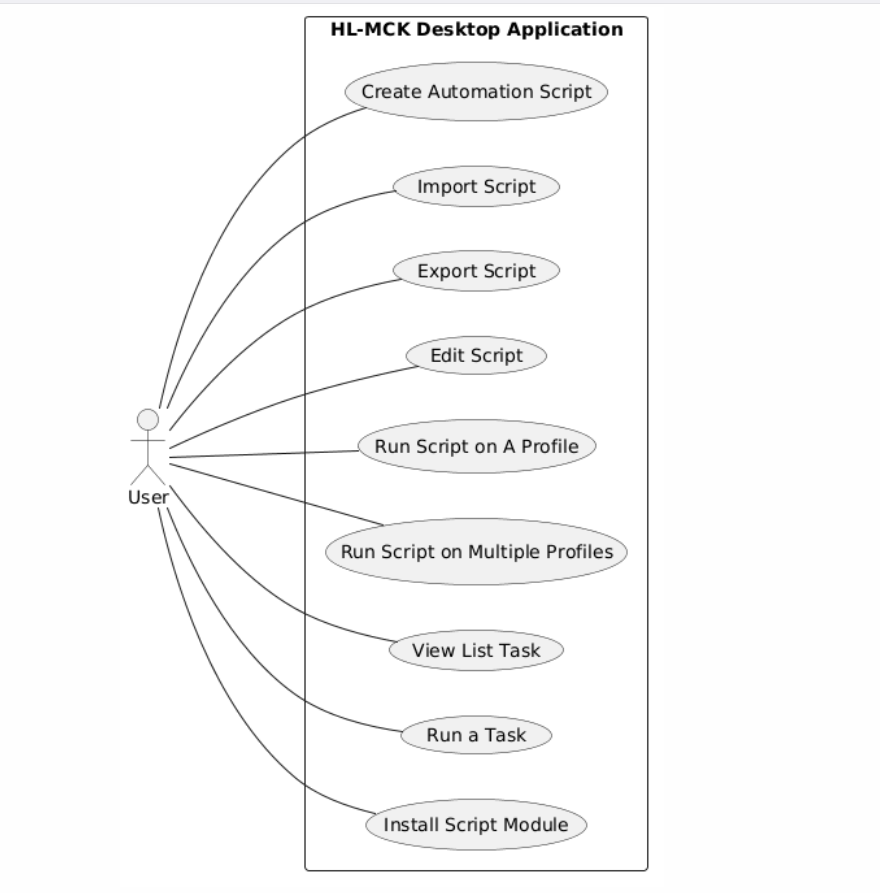 HL-MCK Desktop Application
Create Automation Script
Import Script
Export Script
Edit Script
Run Script on A Profile
User
Run Script on Multiple Profiles
View List Task
Run a Task
Install Script Module